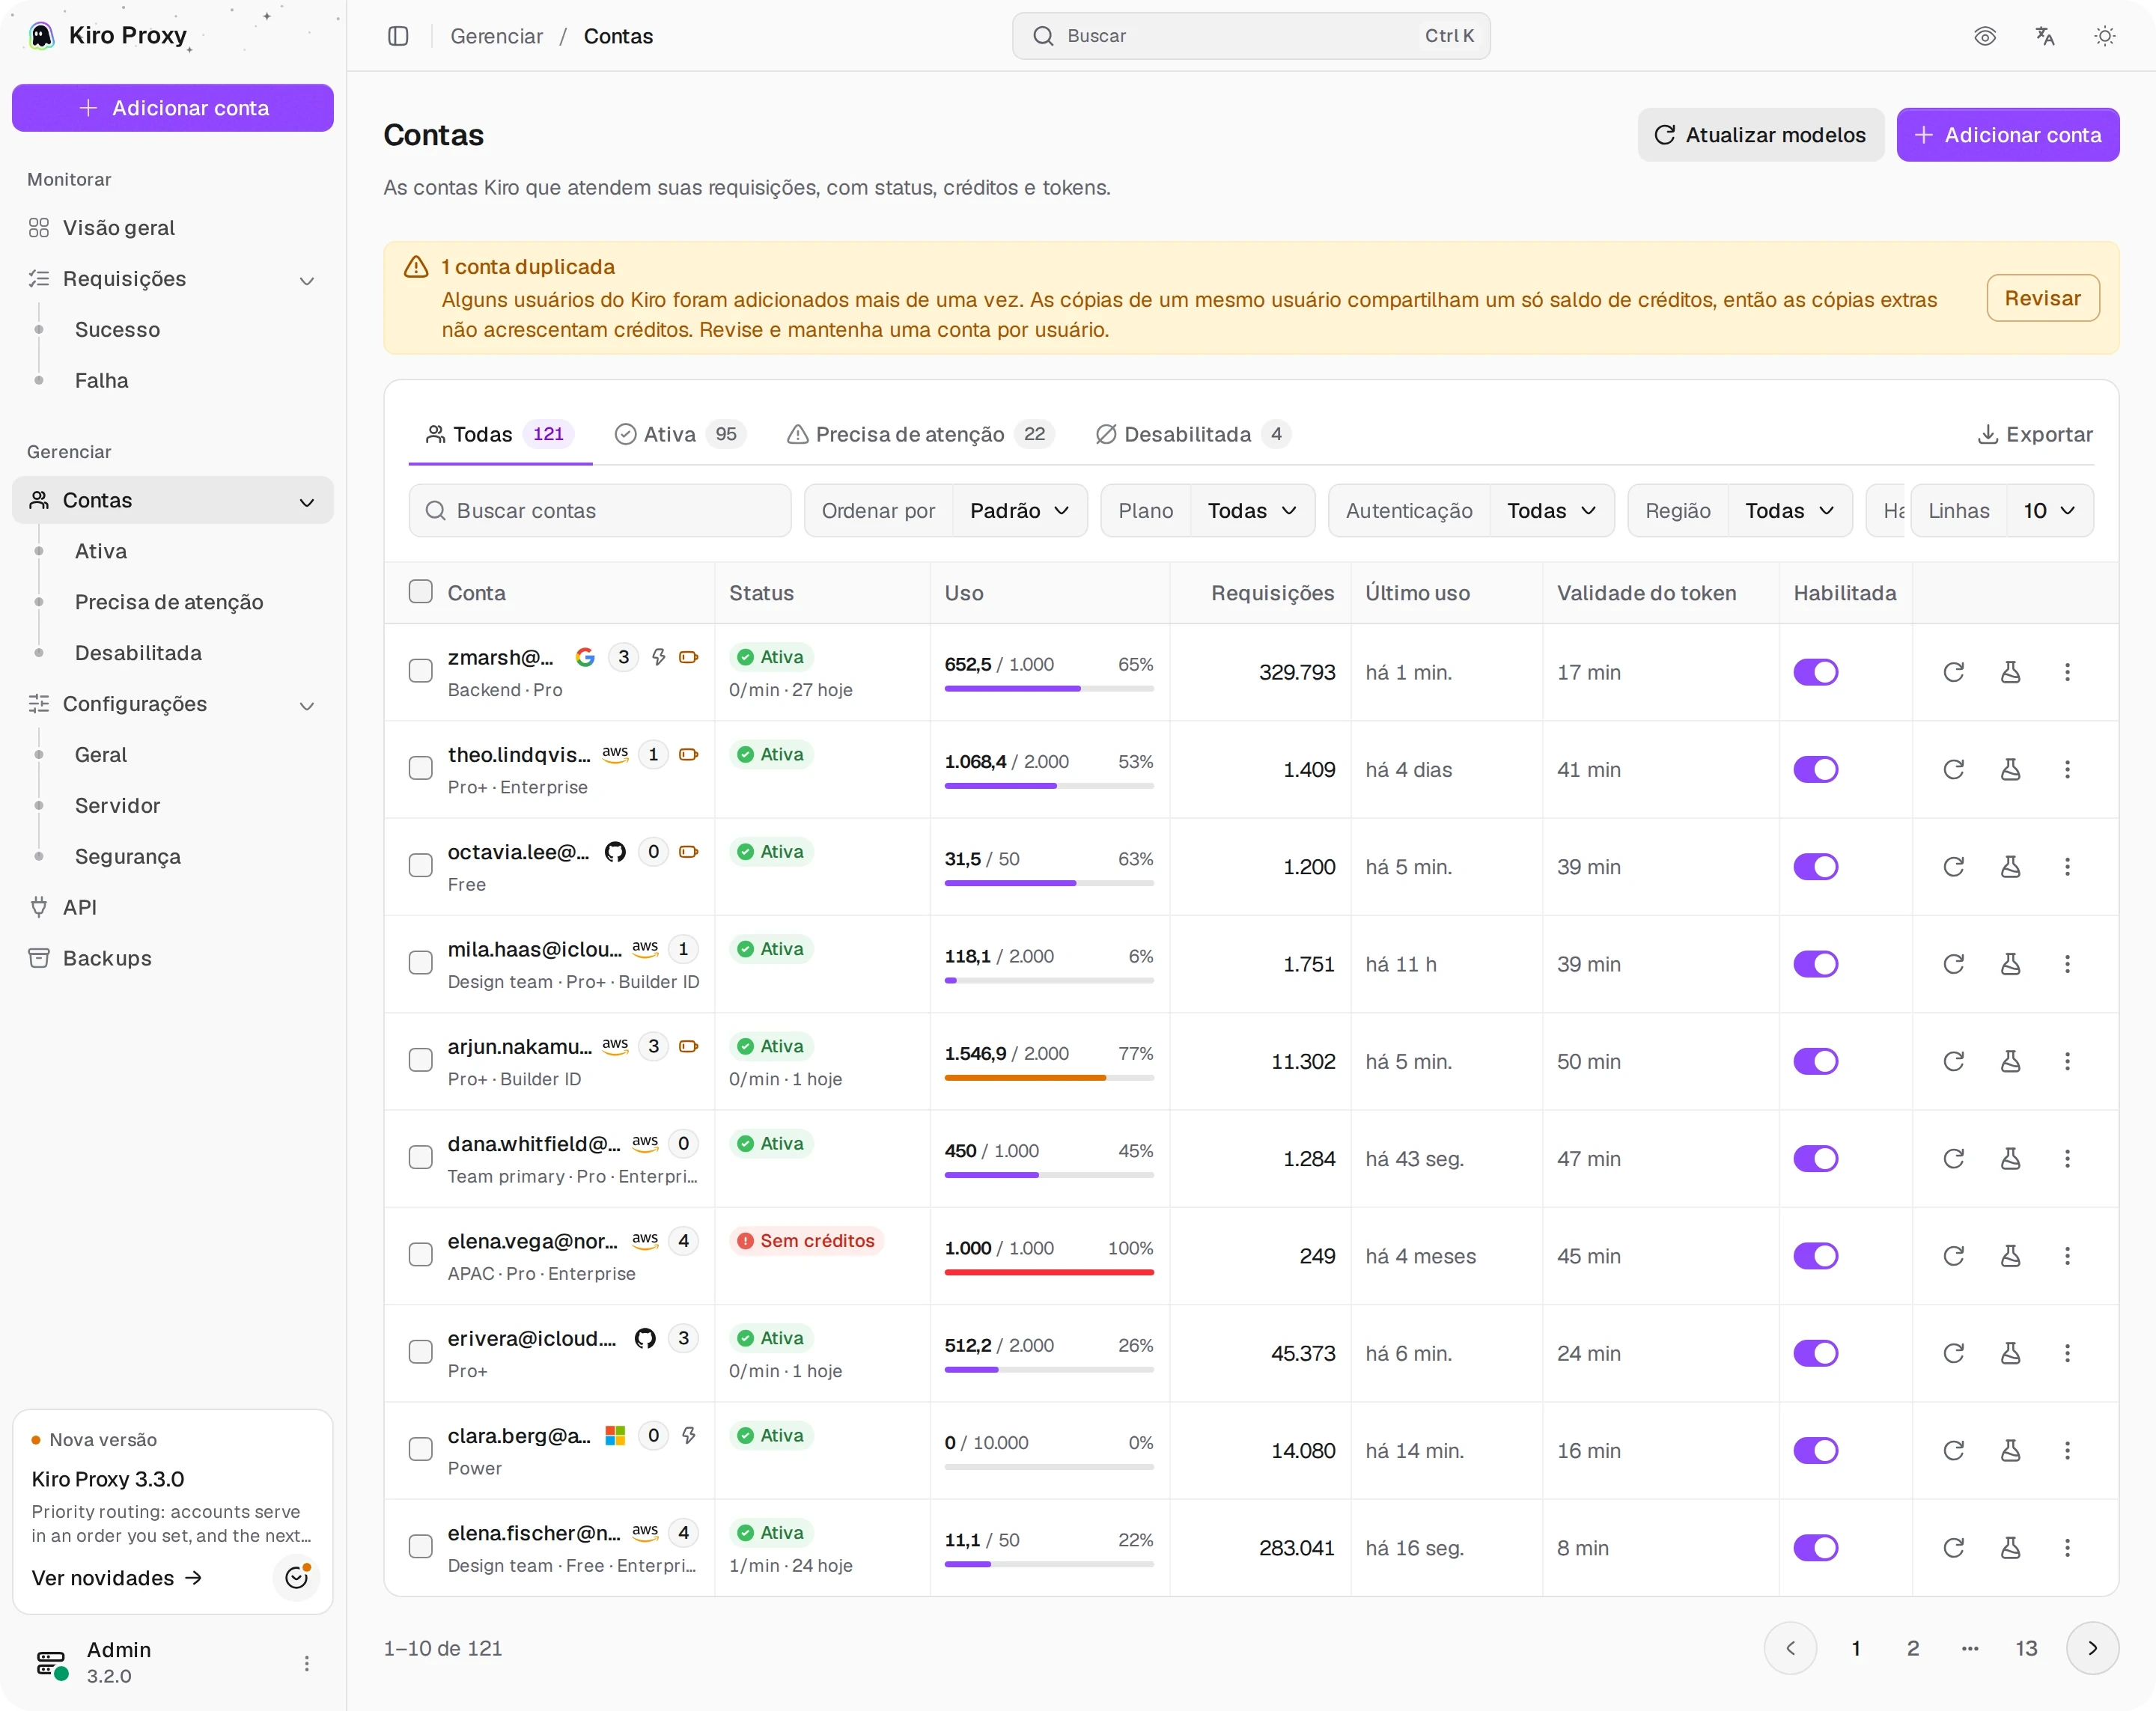 Kiro Proxy
Adicionar conta
Monitorar
Visão geral
Requisições
Sucesso
Falha
Gerenciar
Contas
Ativa
Precisa de atenção
Desabilitada
Configurações
Geral
Servidor
Segurança
API
Backups
Nova versão
Kiro Proxy 3.3.0
Priority routing: accounts serve
in an order you set, and the next...
Ver novidades
Admin
3.2.0
Gerenciar / Contas
Buscar Ctrl K
Contas
Atualizar modelos
Adicionar conta
As contas Kiro que atendem suas requisições, com status, créditos e tokens.
1 conta duplicada
Alguns usuários do Kiro foram adicionados mais de uma vez. As cópias de um mesmo usuário compartilham um só saldo de créditos, então as cópias extras
não acrescentam créditos. Revise e mantenha uma conta por usuário.
Revisar
Todas 121 Ativa 95 Precisa de atenção 22 Desabilitada 4 Exportar
Buscar contas Ordenar por Padrão Plano Todas Autenticação Todas Região Todas Ha Linhas 10
Conta Status Uso Requisições Último uso Validade do token Habilitada
zmarsh@... 3 Ativa 652,5 / 1.000 65% 329.793 há 1 min. 17 min
Backend · Pro 0/min · 27 hoje
theo.lindqvis... aws 1 Ativa 1.068,4 / 2.000 53% 1.409 há 4 dias 41 min
Pro+ · Enterprise
octavia.lee@... 0 Ativa 31,5 / 50 63% 1.200 há 5 min. 39 min
Free
mila.haas@iclou... aws 1 Ativa 118,1 / 2.000 6% 1.751 há 11 h 39 min
Design team · Pro+ · Builder ID
arjun.nakamu... aws 3 Ativa 1.546,9 / 2.000 77% 11.302 há 5 min. 50 min
Pro+ · Builder ID 0/min · 1 hoje
dana.whitfield@... aws 0 Ativa 450 / 1.000 45% 1.284 há 43 seg. 47 min
Team primary · Pro · Enterpri...
elena.vega@nor... aws 4 Sem créditos 1.000 / 1.000 100% 249 há 4 meses 45 min
APAC · Pro · Enterprise
erivera@icloud.... 3 Ativa 512,2 / 2.000 26% 45.373 há 6 min. 24 min
Pro+ 0/min · 1 hoje
clara.berg@a... 0 Ativa 0 / 10.000 0% 14.080 há 14 min. 16 min
Power
elena.fischer@n... aws 4 Ativa 11,1 / 50 22% 283.041 há 16 seg. 8 min
Design team · Free · Enterpri... 1/min · 24 hoje
1–10 de 121
1 2 ... 13